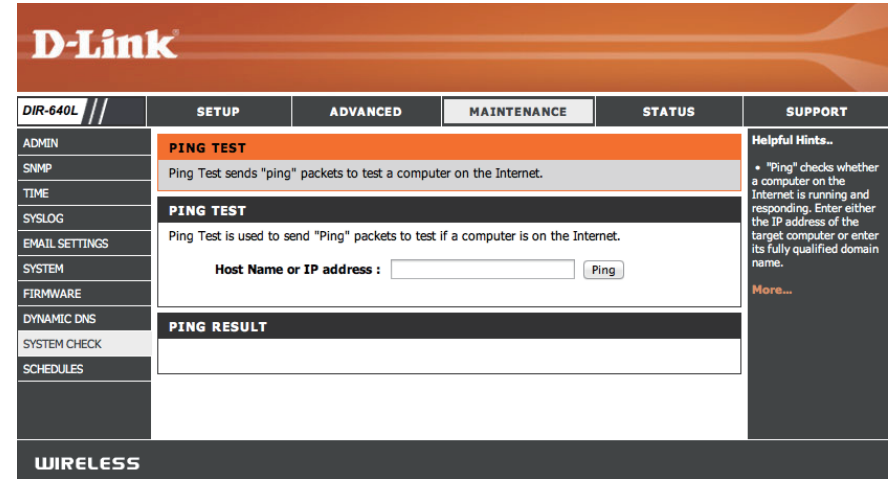 D-Link
DIR-640L
SETUP
ADVANCED
MAINTENANCE
STATUS
SUPPORT
ADMIN
SNMP
TIME
SYSLOG
EMAIL SETTINGS
SYSTEM
FIRMWARE
DYNAMIC DNS
SYSTEM CHECK
SCHEDULES
PING TEST
Ping Test sends "ping" packets to test a computer on the Internet.
PING TEST
Ping Test is used to send "Ping" packets to test if a computer is on the Internet.
Host Name or IP address :
Ping
PING RESULT
Helpful Hints..
• "Ping" checks whether
a computer on the
Internet is running and
responding. Enter either
the IP address of the
target computer or enter
its fully qualified domain
name.
More...
WIRELESS